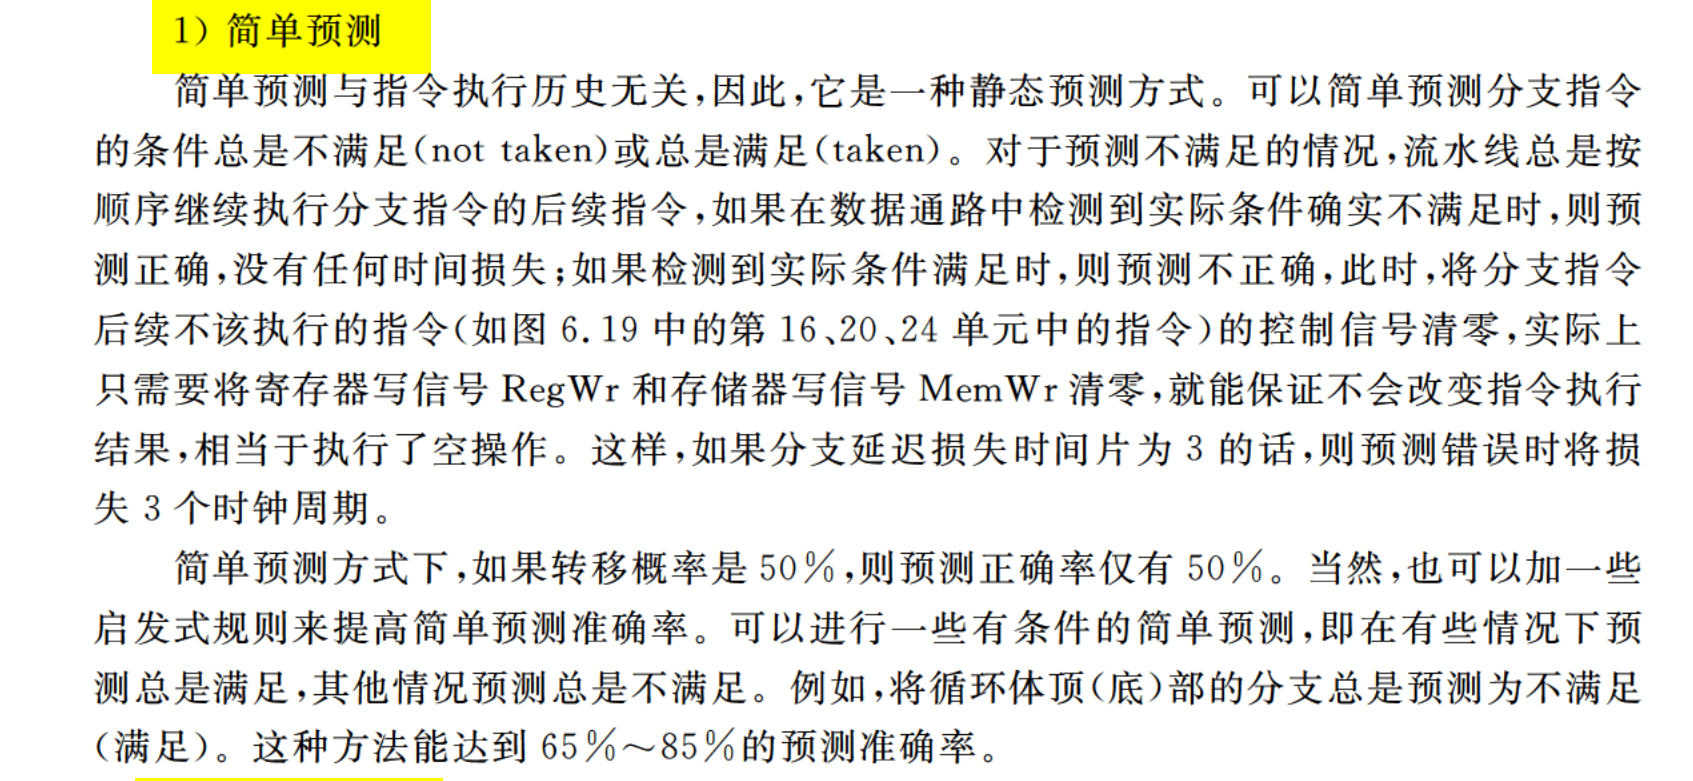 1) 简单预测
简单预测与指令执行历史无关,因此,它是一种静态预测方式。可以简单预测分支指令
的条件总是不满足(not taken)或总是满足(taken)。对于预测不满足的情况,流水线总是按
顺序继续执行分支指令的后续指令,如果在数据通路中检测到实际条件确实不满足时,则预
测正确,没有任何时间损失;如果检测到实际条件满足时,则预测不正确,此时,将分支指令
后续不该执行的指令(如图 6.19 中的第 16、20、24 单元中的指令)的控制信号清零,实际上
只需要将寄存器写信号 RegWr 和存储器写信号 MemWr 清零,就能保证不会改变指令执行
结果,相当于执行了空操作。这样,如果分支延迟损失时间片为 3 的话,则预测错误时将损
失 3 个时钟周期。
简单预测方式下,如果转移概率是 50%,则预测正确率仅有 50%。当然,也可以加一些
启发式规则来提高简单预测准确率。可以进行一些有条件的简单预测,即在有些情况下预
测总是满足,其他情况预测总是不满足。例如,将循环体顶(底)部的分支总是预测为不满足
(满足)。这种方法能达到 65%~85%的预测准确率。